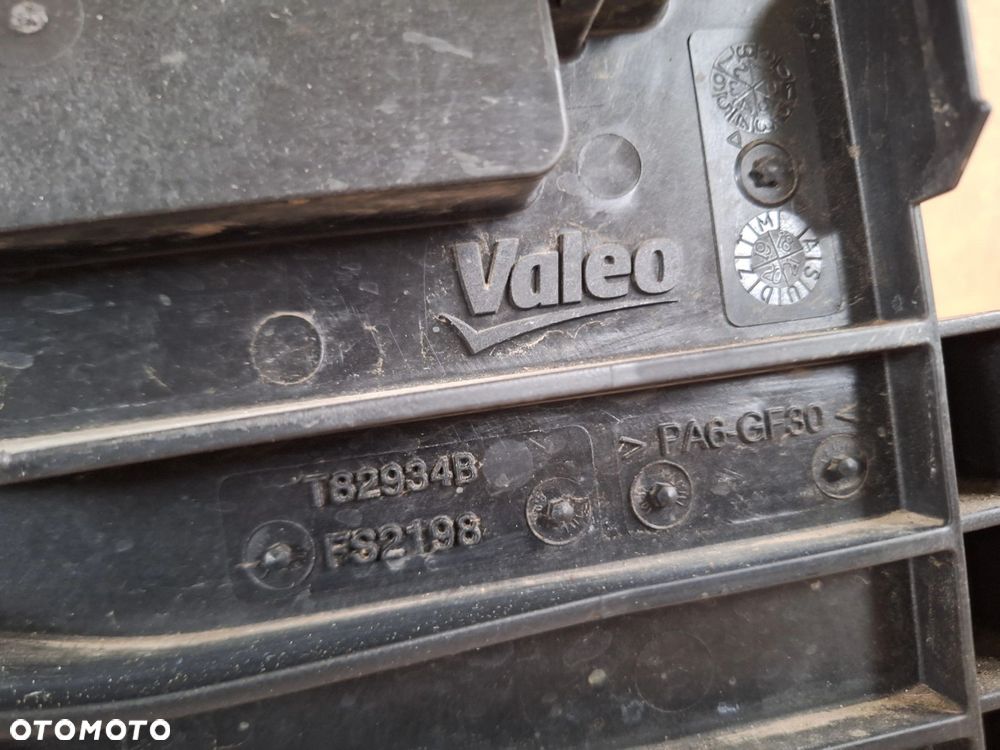 Valeo
> PA6-GF30 <
T82934B
FS2198
OTOMOTO